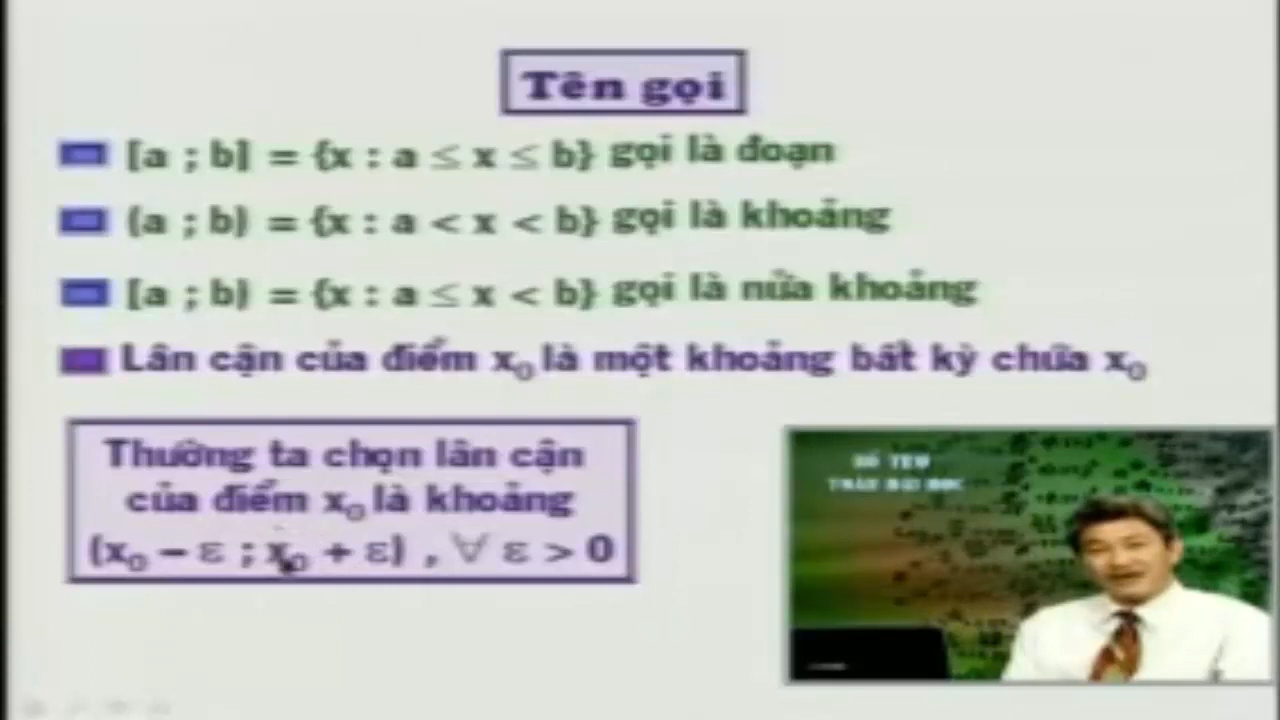 Tên gọi
[a ; b] = {x : a ≤ x ≤ b} gọi là đoạn
(a ; b) = {x : a < x < b} gọi là khoảng
[a ; b) = {x : a ≤ x < b} gọi là nửa khoảng
Lân cận của điểm x₀ là một khoảng bất kỳ chứa x₀
Thường ta chọn lân cận
của điểm x₀ là khoảng
(x₀ – ε ; x₀ + ε) , ∀ ε > 0